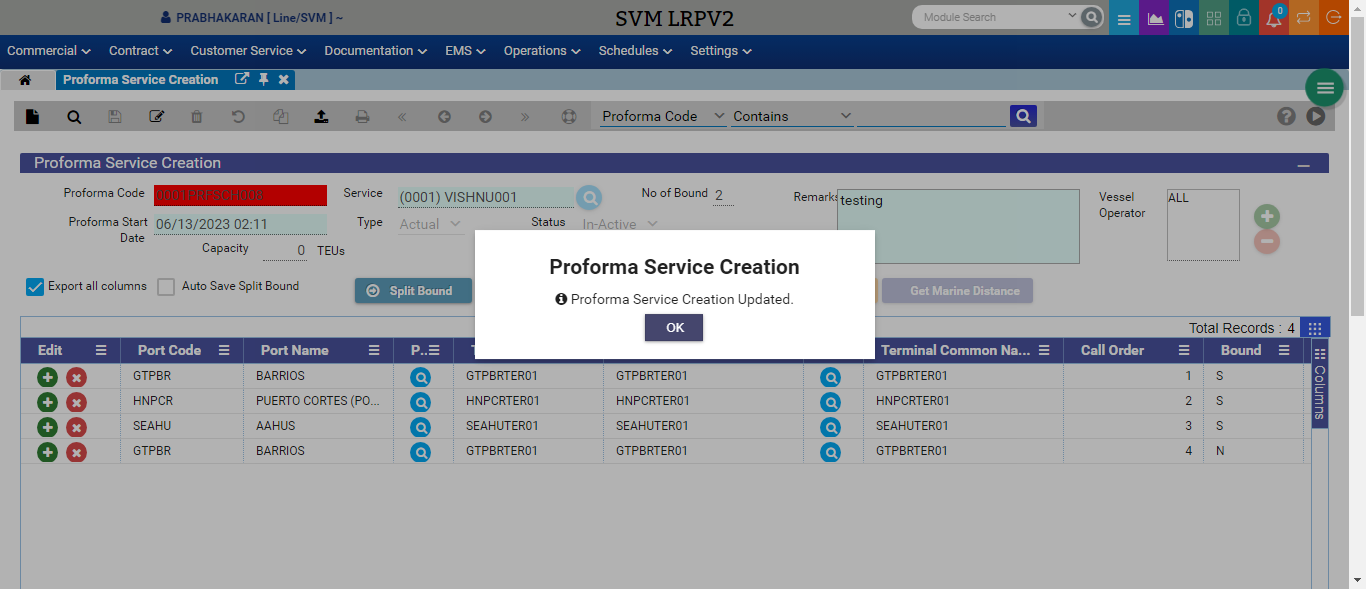 PRABHAKARAN [ Line/SVM ] ~
SVM LRPV2
Module Search
0
Commercial Contract Customer Service Documentation EMS Operations Schedules Settings
Proforma Service Creation
Proforma Code Contains
Proforma Service Creation
Proforma Code 0001PRFSCH003 Service (0001) VISHNU001 No of Bound 2 Remarks testing Vessel Operator ALL
Proforma Start Date 06/13/2023 02:11 Type Actual Status In-Active
Capacity 0 TEUs
Export all columns Auto Save Split Bound Split Bound Get Marine Distance
Proforma Service Creation
Proforma Service Creation Updated.
OK
Total Records : 4
Edit Port Code Port Name P.. Terminal Common Na... Call Order Bound
Columns
GTPBR BARRIOS GTPBRTER01 GTPBRTER01 GTPBRTER01 1 S
HNPCR PUERTO CORTES (PO... HNPCRTER01 HNPCRTER01 HNPCRTER01 2 S
SEAHU AAHUS SEAHUTER01 SEAHUTER01 SEAHUTER01 3 S
GTPBR BARRIOS GTPBRTER01 GTPBRTER01 GTPBRTER01 4 N